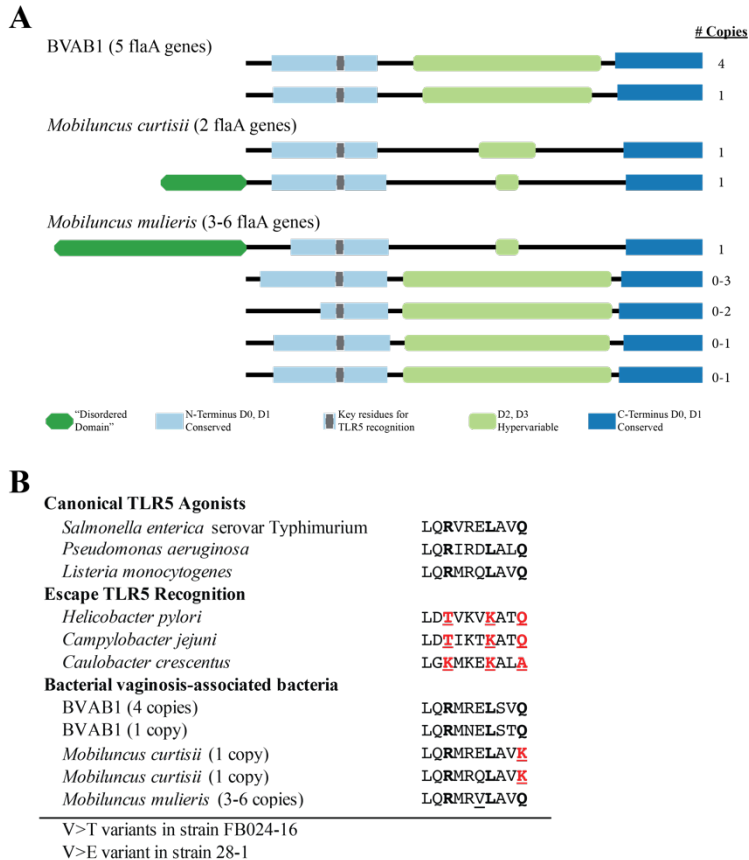 A
# Copies
BVAB1 (5 flaA genes)
4
1
Mobiluncus curtisii (2 flaA genes)
1
1
Mobiluncus mulieris (3-6 flaA genes)
1
0-3
0-2
0-1
0-1
“Disordered Domain”
N-Terminus D0, D1 Conserved
Key residues for TLR5 recognition
D2, D3 Hypervariable
C-Terminus D0, D1 Conserved
B
Canonical TLR5 Agonists
Salmonella enterica serovar Typhimurium LQRVRELAVQ
Pseudomonas aeruginosa LQRIRDLALQ
Listeria monocytogenes LQRMRQLAVQ
Escape TLR5 Recognition
Helicobacter pylori LDTVKVKATQ
Campylobacter jejuni LDTIKTKATQ
Caulobacter crescentus LGKMKEKALA
Bacterial vaginosis-associated bacteria
BVAB1 (4 copies) LQRMRELSVQ
BVAB1 (1 copy) LQRMNELSTQ
Mobiluncus curtisii (1 copy) LQRMRELAVK
Mobiluncus curtisii (1 copy) LQRMRQLAVK
Mobiluncus mulieris (3-6 copies) LQRMRVLAVQ
V>T variants in strain FB024-16
V>E variant in strain 28-1